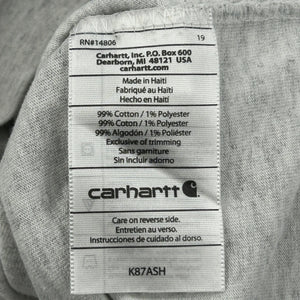 RN#14806 19
Carhartt, Inc. P.O. Box 600
Dearborn, MI 48121 USA
carhartt.com
Made in Haiti
Fabriqué au Haïti
Hecho en Haití
99% Cotton / 1% Polyester
99% Coton / 1% Polyester
99% Algodón / 1% Poliéster
Exclusive of trimming
Sans garniture
Sin incluir adorno
carhartt
Care on reverse side.
Entretien au verso.
Instrucciones de cuidado al dorso.
K87ASH